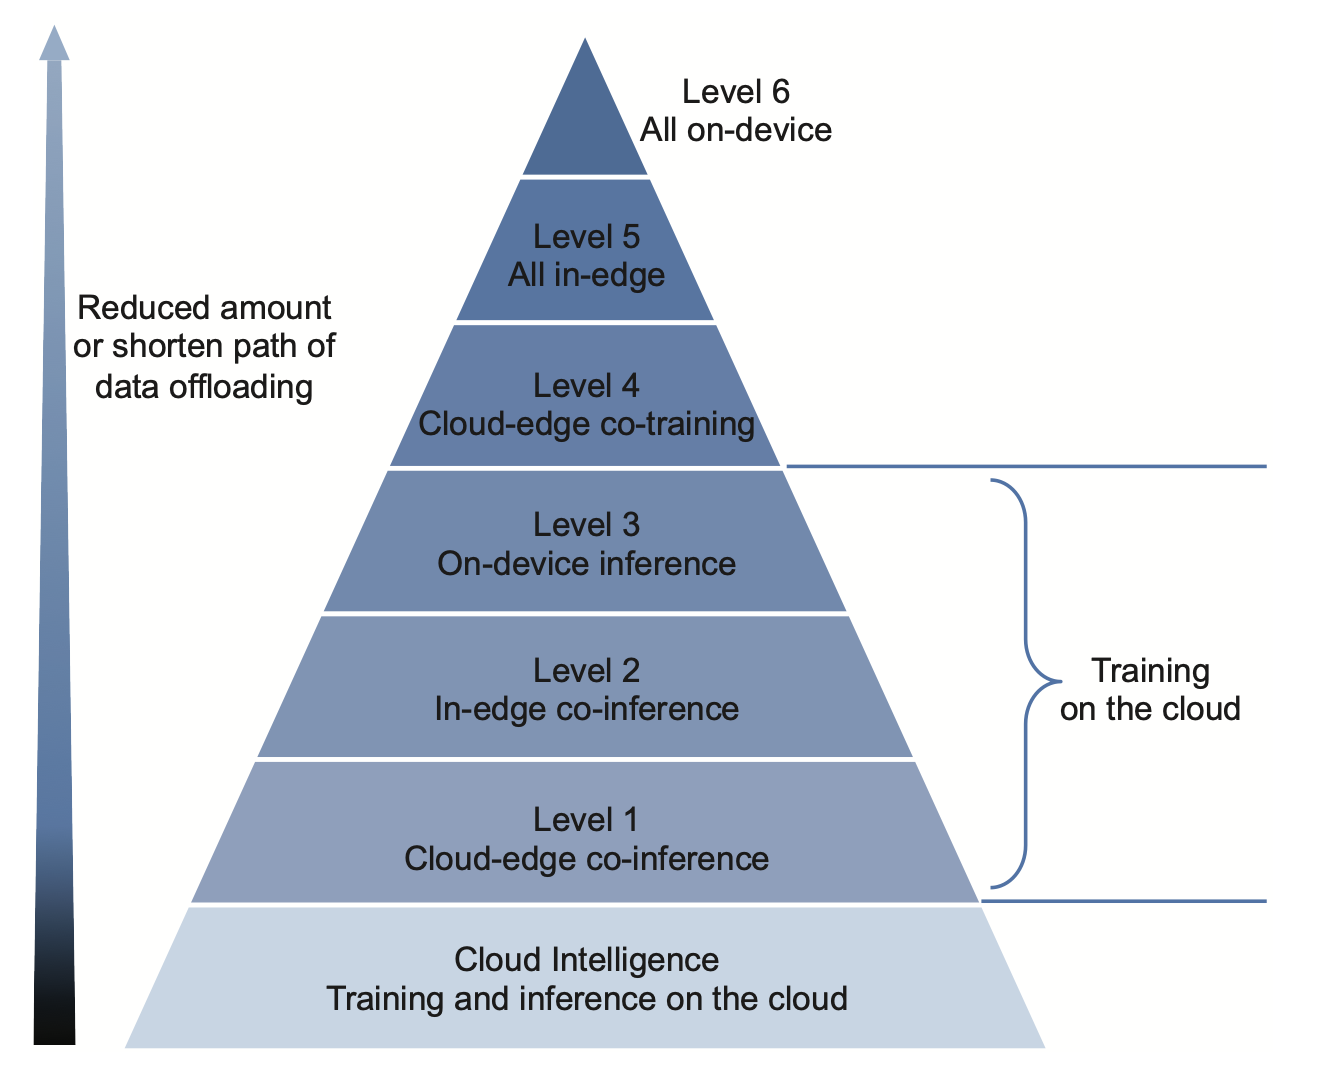 Level 6
All on-device
Level 5
All in-edge
Reduced amount
or shorten path of
data offloading
Level 4
Cloud-edge co-training
Level 3
On-device inference
Level 2
In-edge co-inference
Training
on the cloud
Level 1
Cloud-edge co-inference
Cloud Intelligence
Training and inference on the cloud